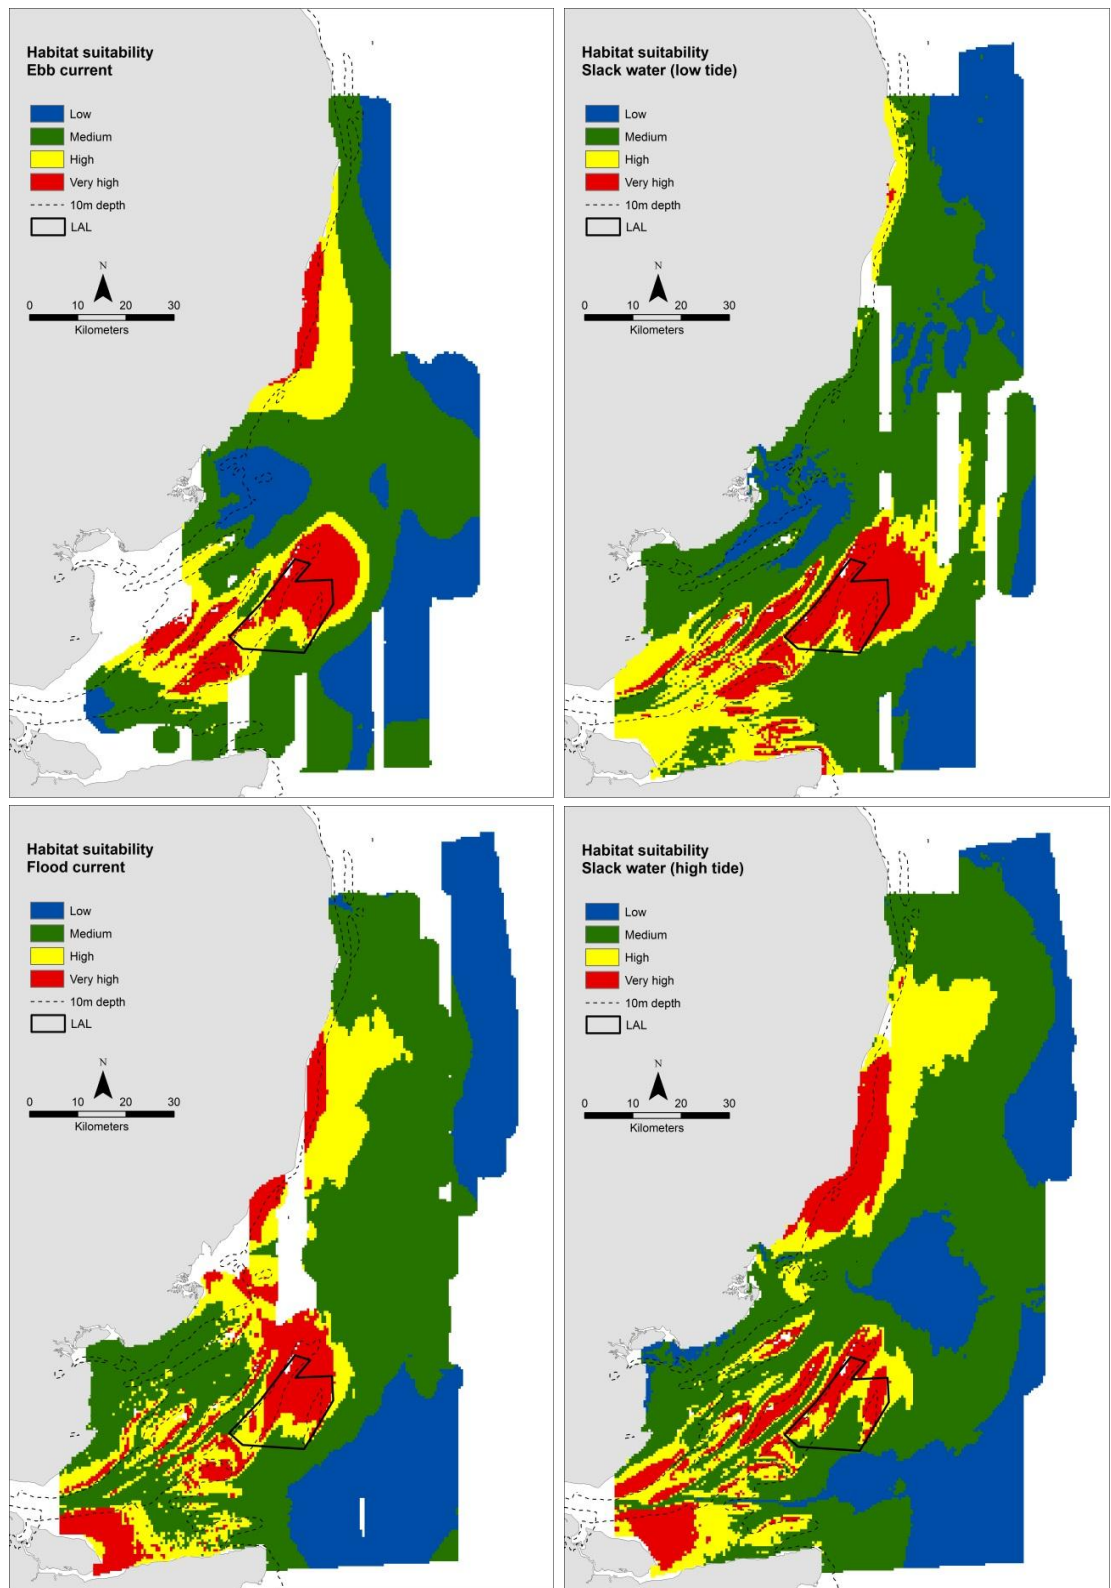 Habitat suitability
Ebb current
Low
Medium
High
Very high
10m depth
LAL
N
0 10 20 30
Kilometers
Habitat suitability
Slack water (low tide)
Low
Medium
High
Very high
10m depth
LAL
N
0 10 20 30
Kilometers
Habitat suitability
Flood current
Low
Medium
High
Very high
10m depth
LAL
N
0 10 20 30
Kilometers
Habitat suitability
Slack water (high tide)
Low
Medium
High
Very high
10m depth
LAL
N
0 10 20 30
Kilometers